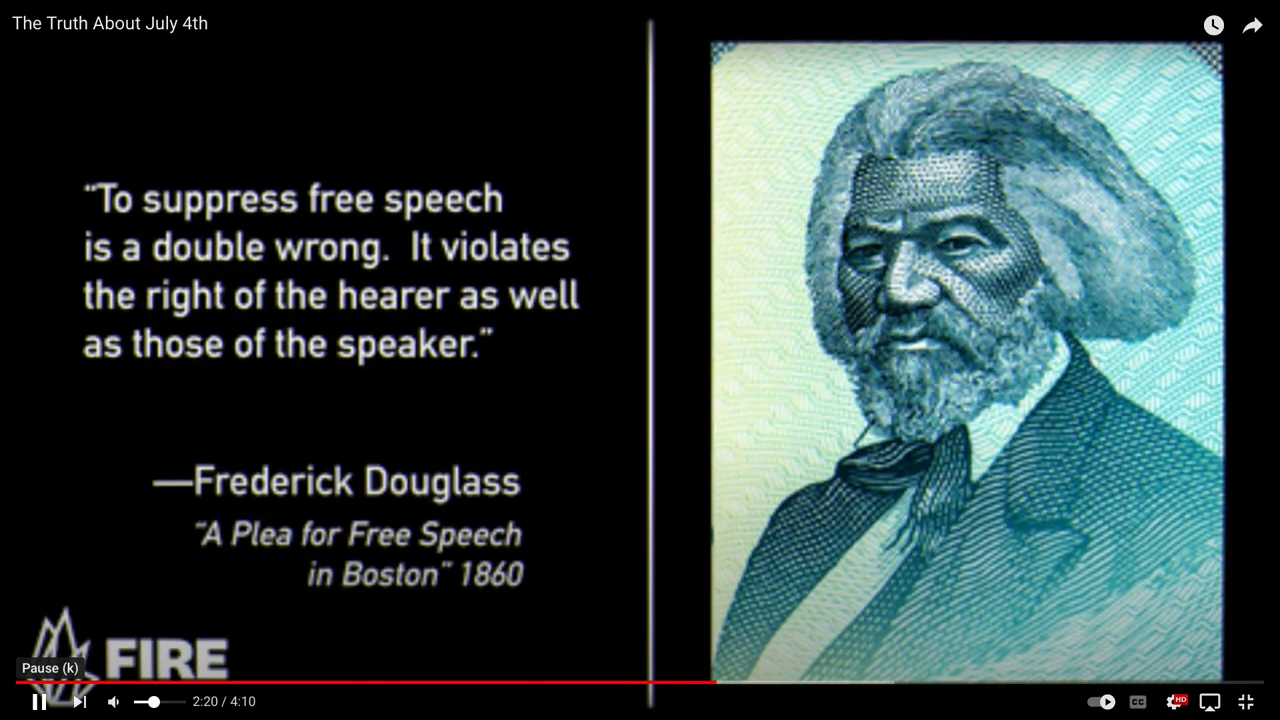 The Truth About July 4th
“To suppress free speech
is a double wrong. It violates
the right of the hearer as well
as those of the speaker.”
—Frederick Douglass
“A Plea for Free Speech
in Boston” 1860
FIRE
Pause (k)
2:20 / 4:10
CC
HD